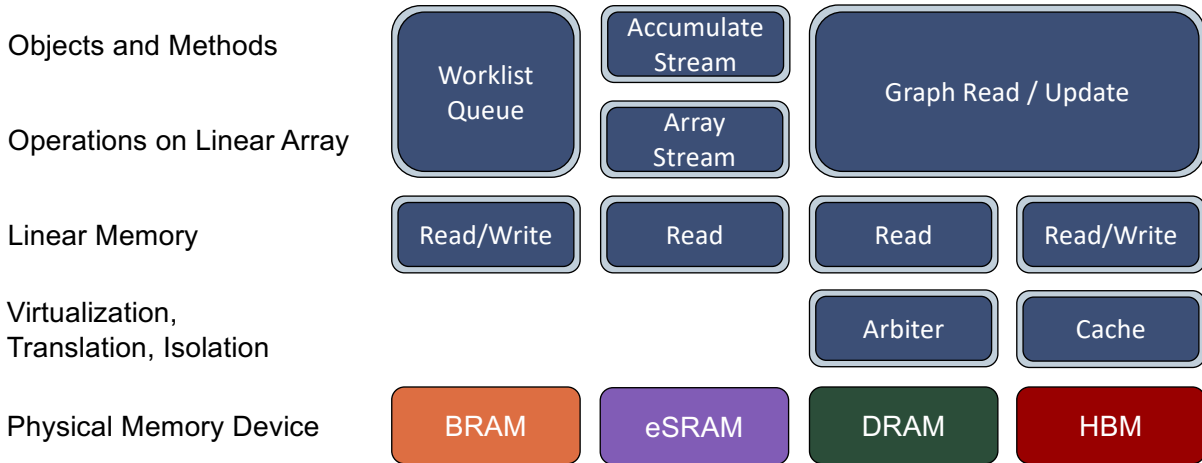 Objects and Methods
Worklist
Queue
Accumulate
Stream
Graph Read / Update
Operations on Linear Array
Array
Stream
Linear Memory
Read/Write
Read
Read
Read/Write
Virtualization,
Translation, Isolation
Arbiter
Cache
Physical Memory Device
BRAM
eSRAM
DRAM
HBM